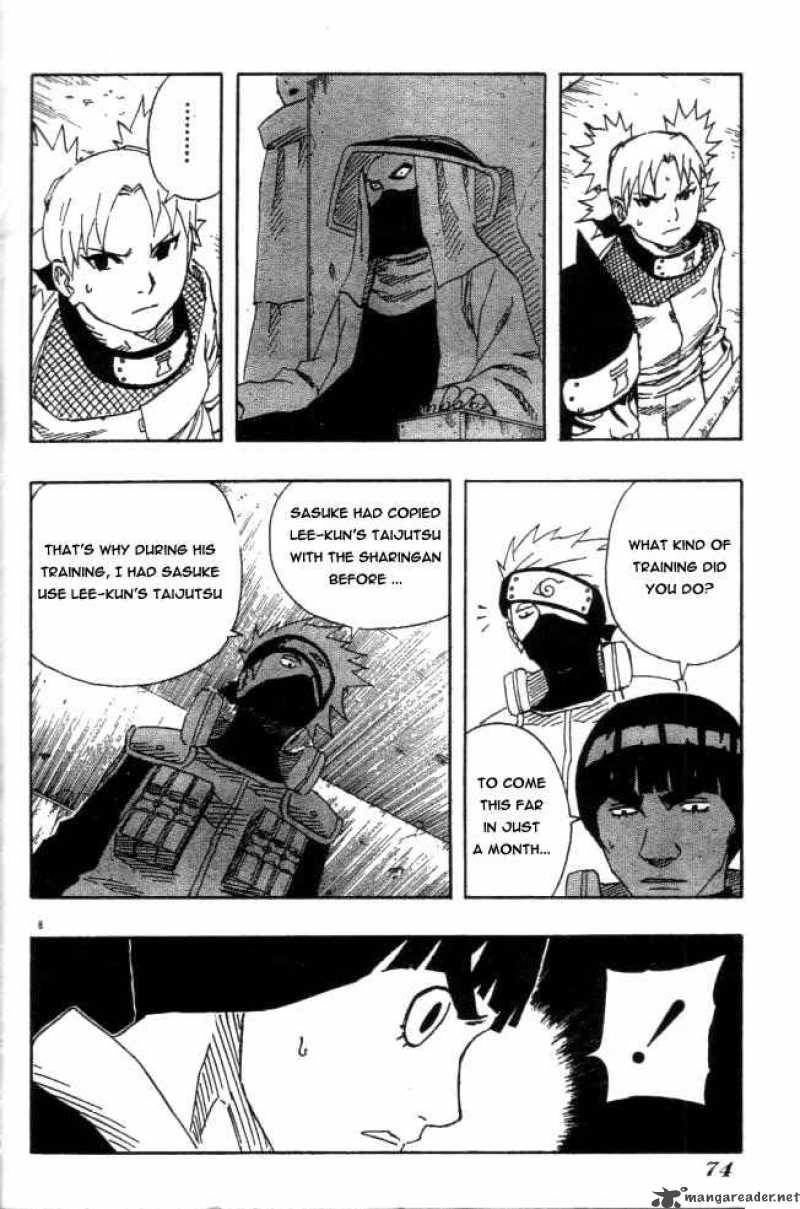 .........
WHAT KIND OF
TRAINING DID
YOU DO?
TO COME
THIS FAR
IN JUST
A MONTH...
SASUKE HAD COPIED
LEE-KUN'S TAIJUTSU
WITH THE SHARINGAN
BEFORE ...
THAT'S WHY DURING HIS
TRAINING, I HAD SASUKE
USE LEE-KUN'S TAIJUTSU
!
74
mangareader.net